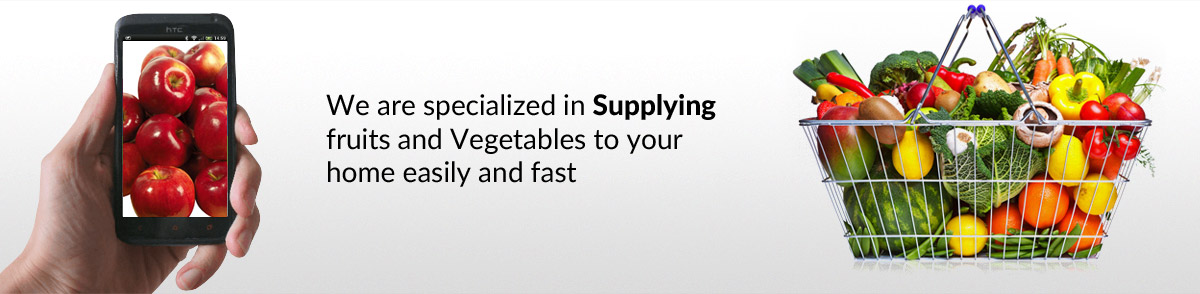 htc
14:59
We are specialized in Supplying
fruits and Vegetables to your
home easily and fast